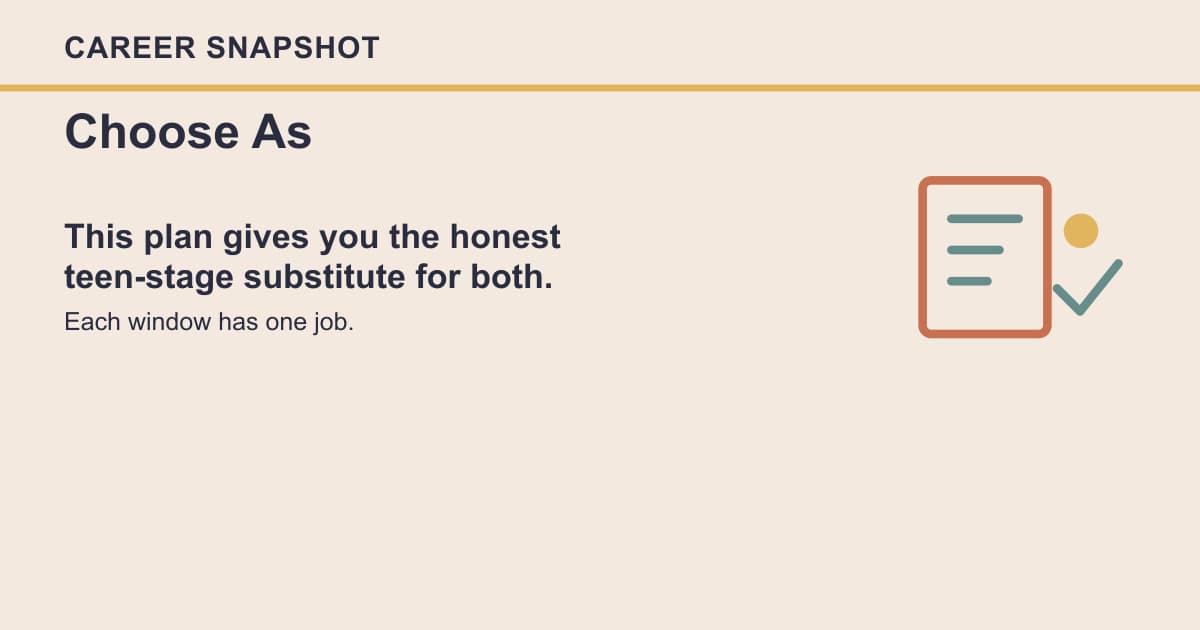 CAREER SNAPSHOT
Choose As
This plan gives you the honest
teen-stage substitute for both.
Each window has one job.